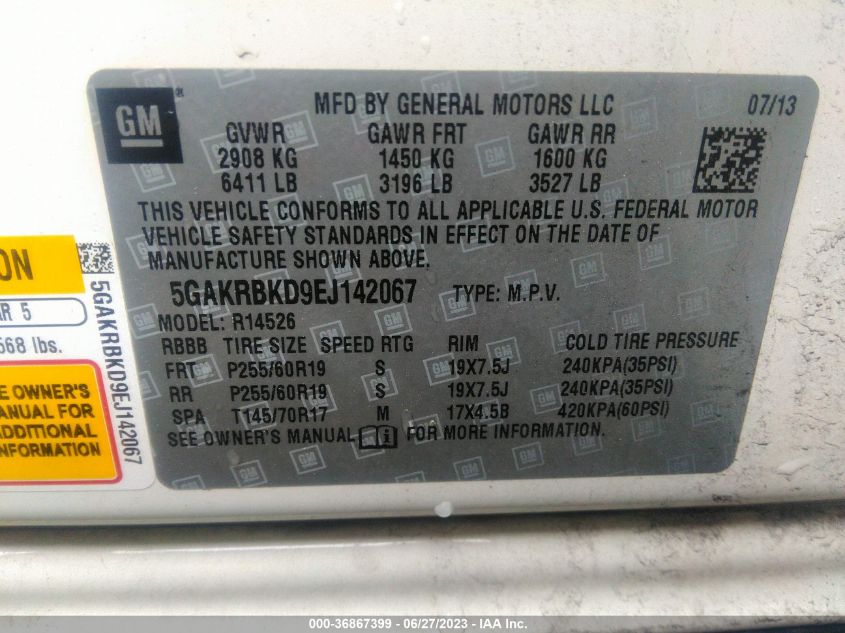 GM
MFD BY GENERAL MOTORS LLC 07/13
GVWR GAWR FRT GAWR RR
2908 KG 1450 KG 1600 KG
6411 LB 3196 LB 3527 LB
THIS VEHICLE CONFORMS TO ALL APPLICABLE U.S. FEDERAL MOTOR
VEHICLE SAFETY STANDARDS IN EFFECT ON THE DATE OF
MANUFACTURE SHOWN ABOVE.
5GAKRBKD9EJ142067 TYPE: M.P.V.
MODEL: R14526
RBBB TIRE SIZE SPEED RTG RIM COLD TIRE PRESSURE
FRT P255/60R19 S 19X7.5J 240KPA(35PSI)
RR P255/60R19 S 19X7.5J 240KPA(35PSI)
SPA T145/70R17 M 17X4.5B 420KPA(60PSI)
SEE OWNER'S MANUAL FOR MORE INFORMATION.
ON
R 5
568 lbs.
EE OWNER'S
MANUAL FOR
ADDITIONAL
INFORMATION
5GAKRBKD9EJ142067
000-36867399 - 06/27/2023 - IAA Inc.